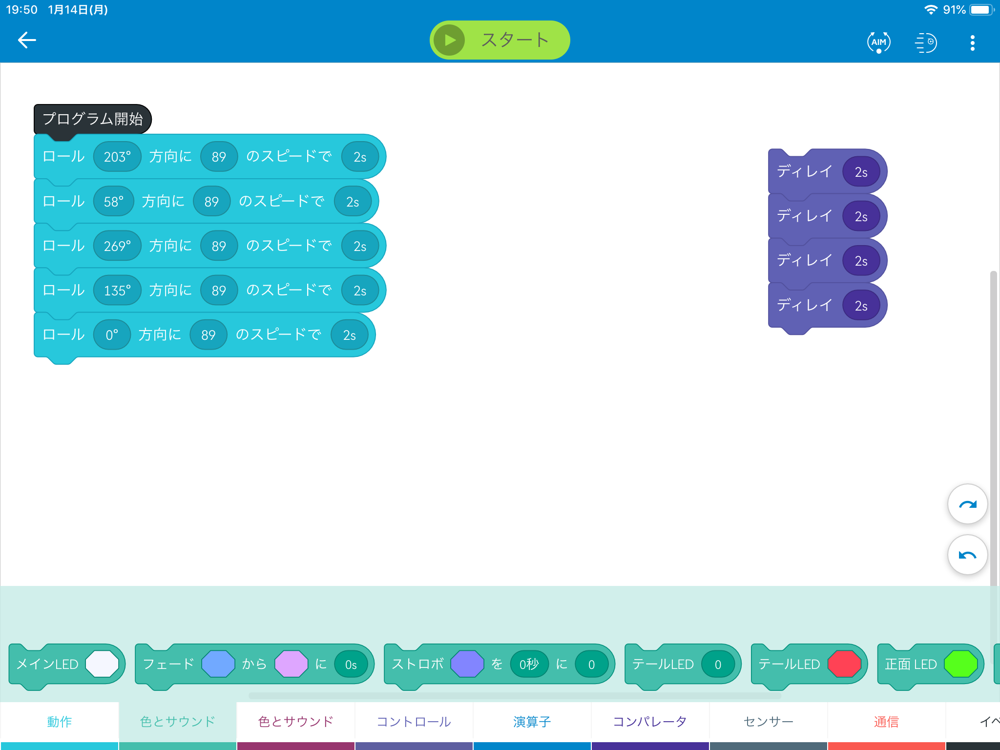 19:50 1月14日(月) 91%
スタート
AIM
プログラム開始
ロール 203° 方向に 89 のスピードで 2s
ロール 58° 方向に 89 のスピードで 2s
ロール 269° 方向に 89 のスピードで 2s
ロール 135° 方向に 89 のスピードで 2s
ロール 0° 方向に 89 のスピードで 2s
ディレイ 2s
ディレイ 2s
ディレイ 2s
ディレイ 2s
メインLED フェード から に 0s ストロボ を 0秒 に 0 テールLED 0 テールLED 正面 LED
動作 色とサウンド 色とサウンド コントロール 演算子 コンパレータ センサー 通信 イベ